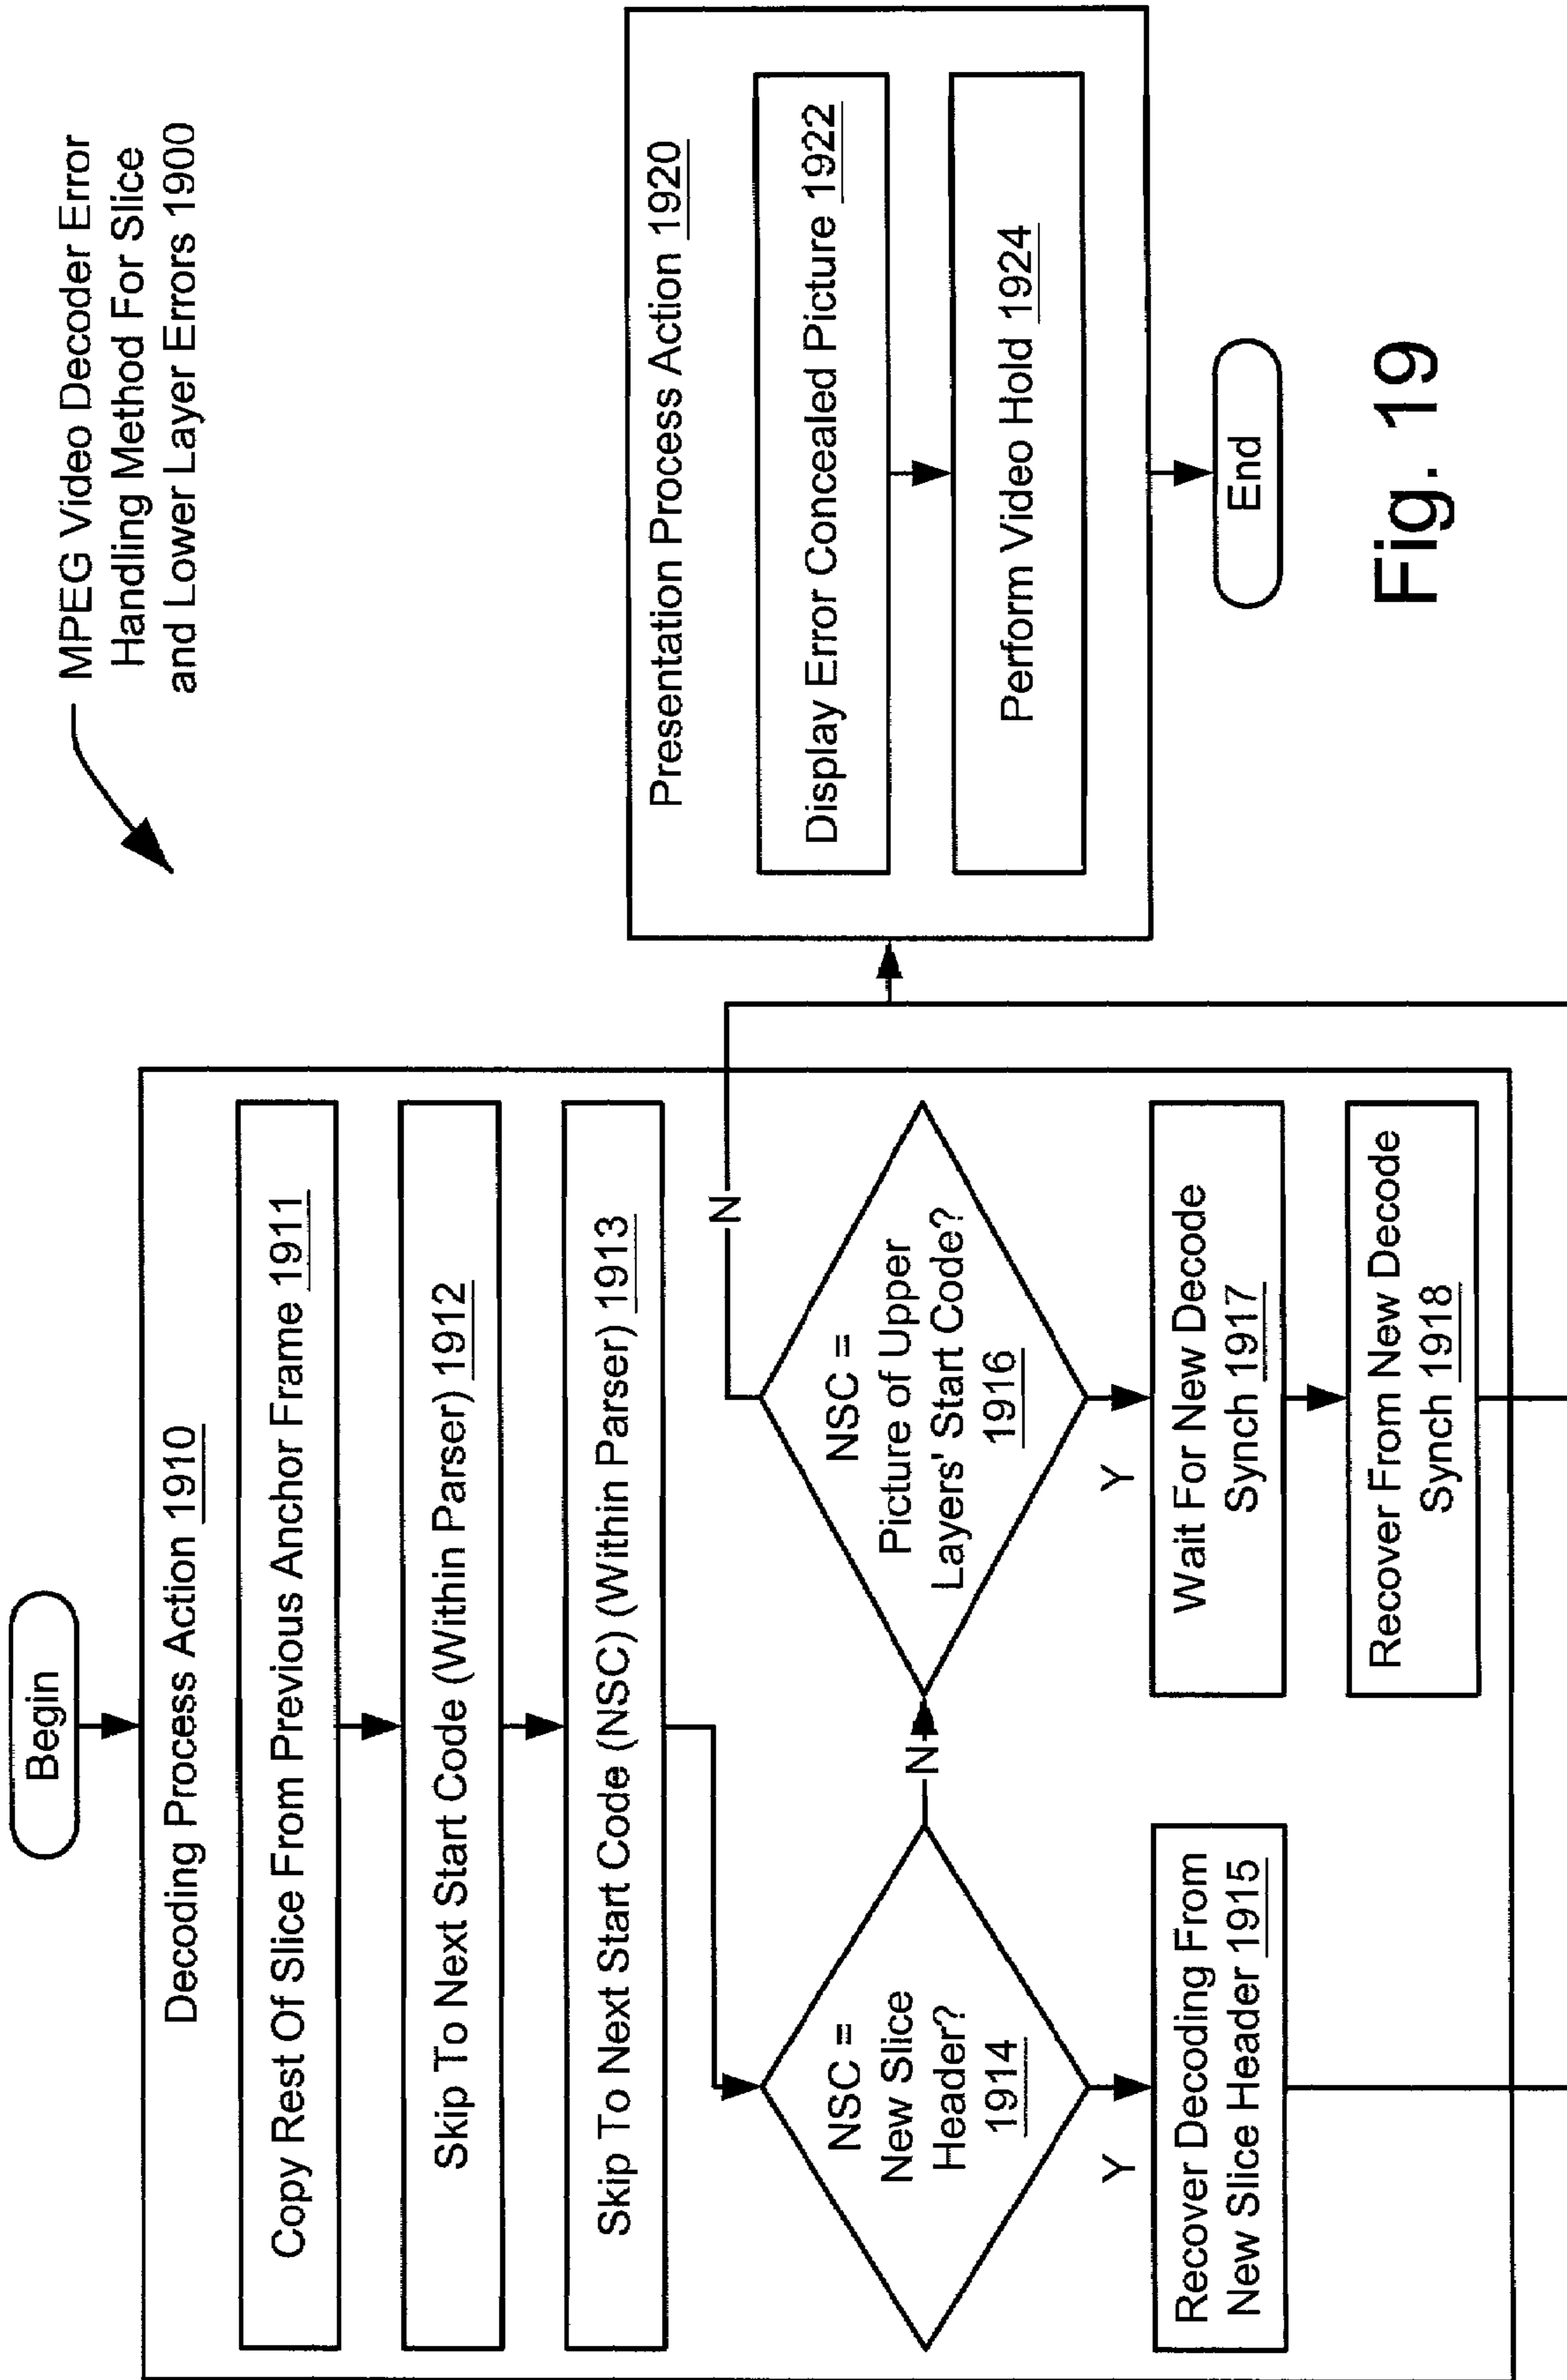 MPEG Video Decoder Error
Handling Method For Slice
and Lower Layer Errors 1900
Begin
Decoding Process Action 1910
Copy Rest Of Slice From Previous Anchor Frame 1911
Skip To Next Start Code (Within Parser) 1912
Skip To Next Start Code (NSC) (Within Parser) 1913
NSC =
New Slice
Header?
1914
N
Y
Recover Decoding From
New Slice Header 1915
NSC =
Picture of Upper
Layers' Start Code?
1916
N
Y
Wait For New Decode
Synch 1917
Recover From New Decode
Synch 1918
Presentation Process Action 1920
Display Error Concealed Picture 1922
Perform Video Hold 1924
End
Fig. 19